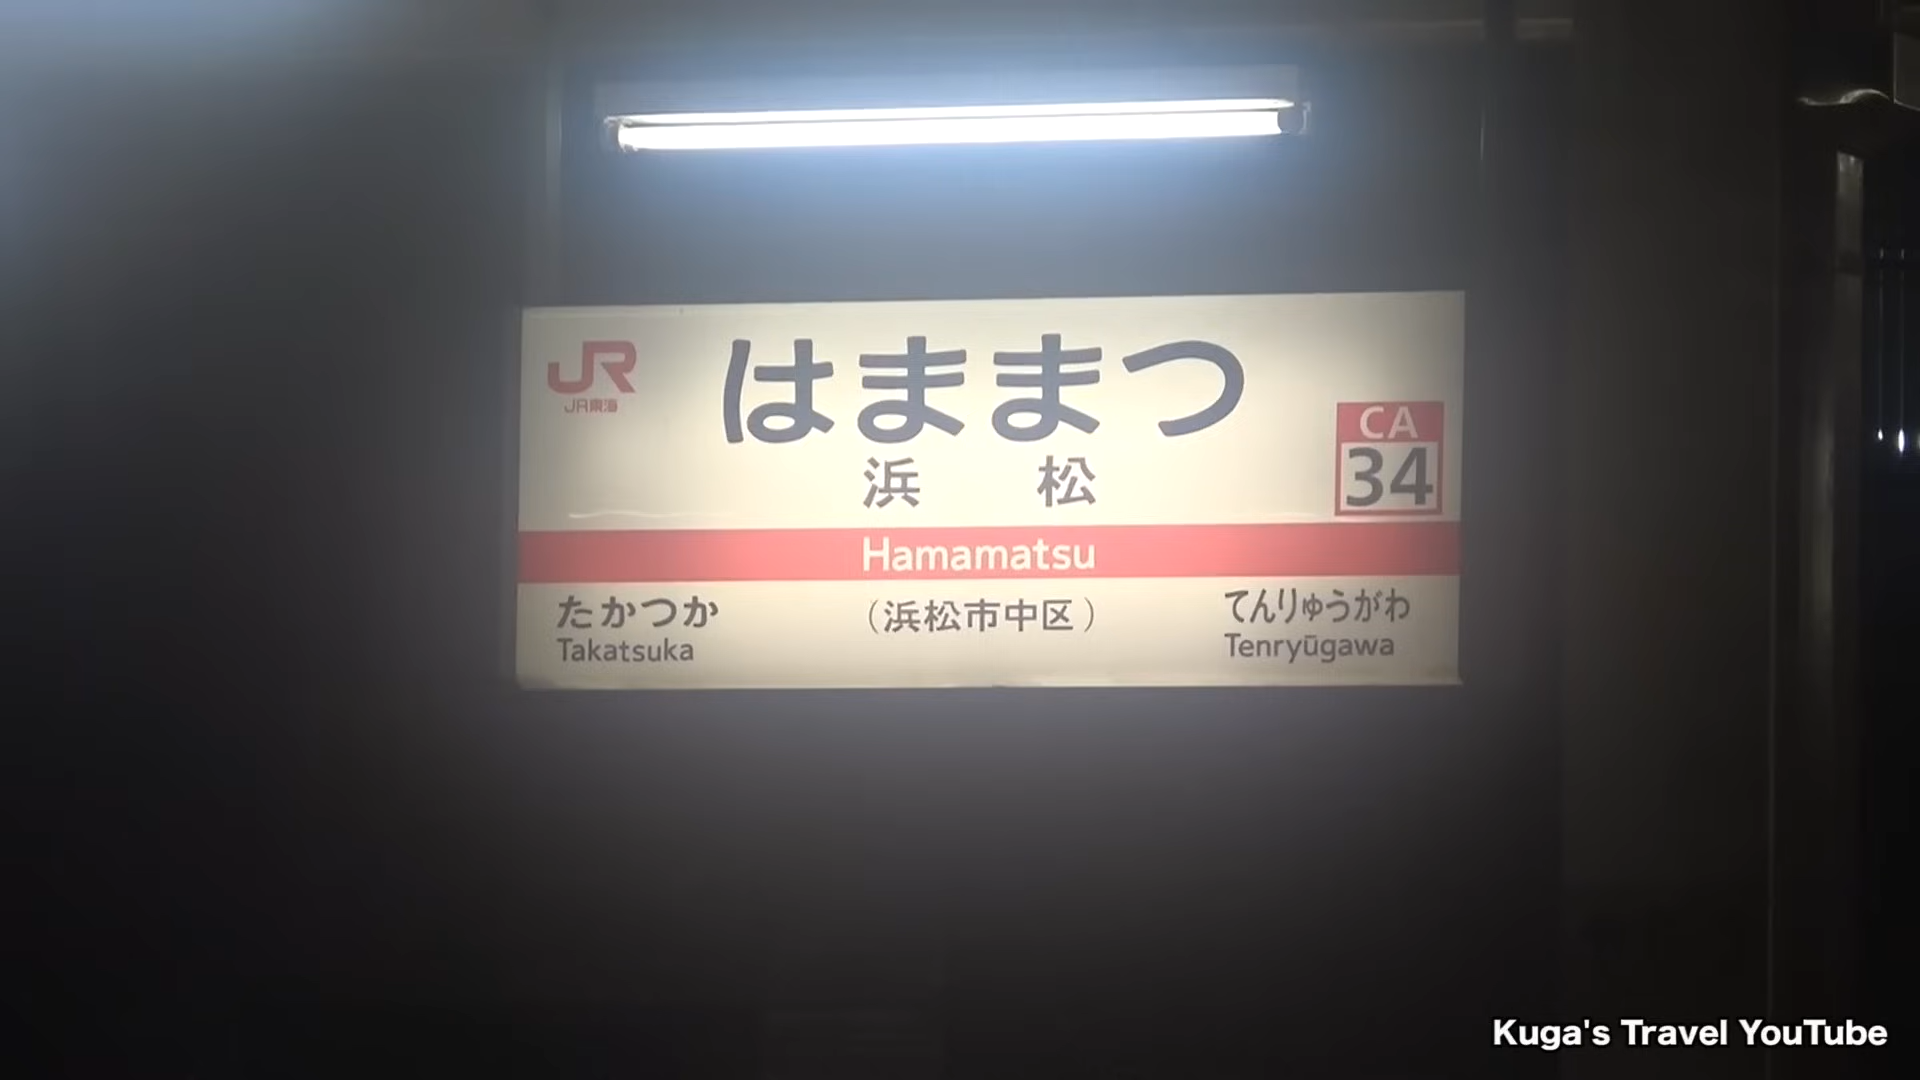 JR
JR東海
はままつ
浜 松
CA
34
Hamamatsu
たかつか
Takatsuka
（浜松市中区）
てんりゅうがわ
Tenryūgawa
Kuga's Travel YouTube